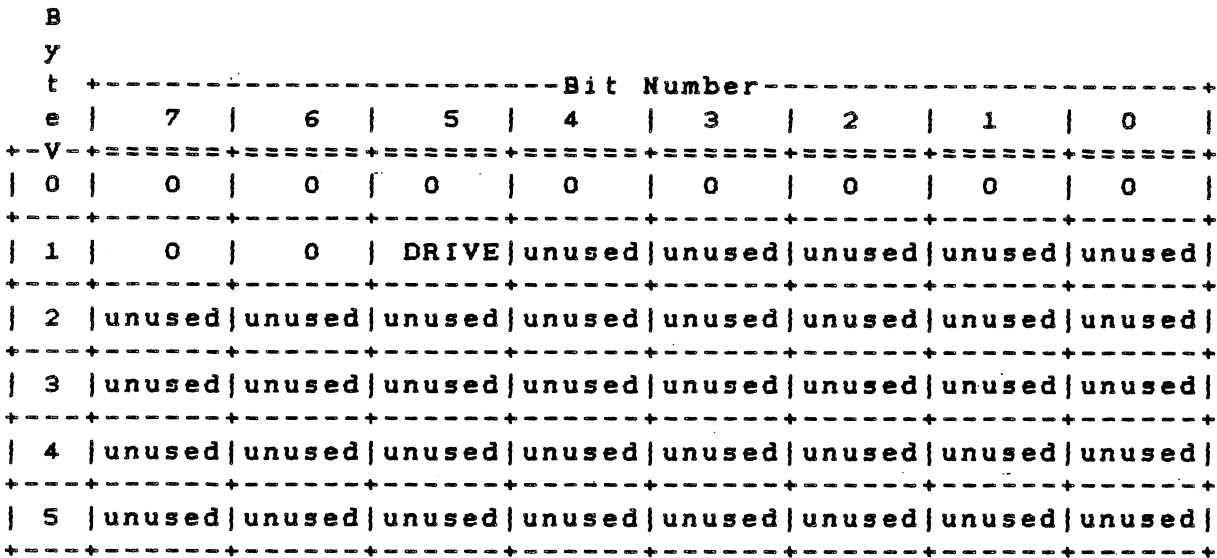 B
y
t +---------------------------Bit Number--------------------------+
e | 7 | 6 | 5 | 4 | 3 | 2 | 1 | 0 |
+-V-+=======+=======+=======+=======+=======+=======+=======+=======+
| 0 | 0 | 0 | 0 | 0 | 0 | 0 | 0 | 0 |
+----+-------+-------+-------+-------+-------+-------+-------+-------+
| 1 | 0 | 0 | DRIVE|unused|unused|unused|unused|unused|
+----+-------+-------+-------+-------+-------+-------+-------+-------+
| 2 |unused|unused|unused|unused|unused|unused|unused|unused|
+----+-------+-------+-------+-------+-------+-------+-------+-------+
| 3 |unused|unused|unused|unused|unused|unused|unused|unused|
+----+-------+-------+-------+-------+-------+-------+-------+-------+
| 4 |unused|unused|unused|unused|unused|unused|unused|unused|
+----+-------+-------+-------+-------+-------+-------+-------+-------+
| 5 |unused|unused|unused|unused|unused|unused|unused|unused|
+----+-------+-------+-------+-------+-------+-------+-------+-------+